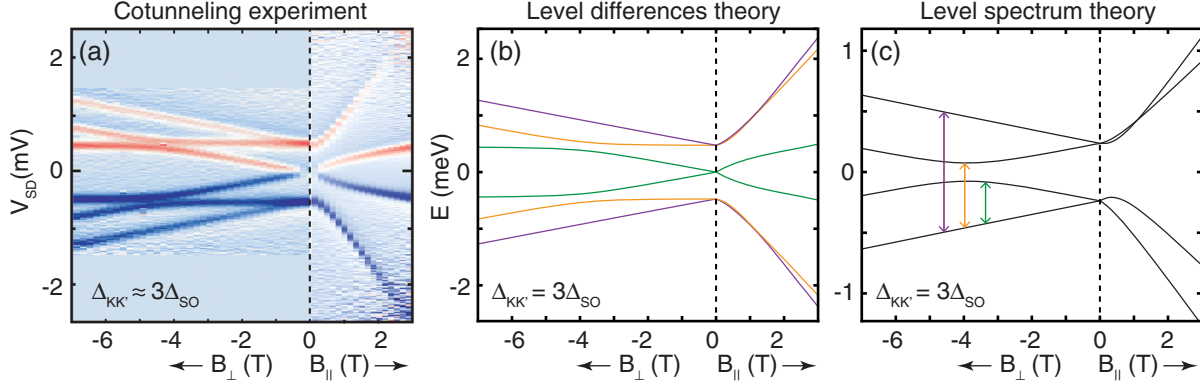 Cotunneling experiment
Level differences theory
Level spectrum theory
(a)
(b)
(c)
V_SD(mV)
2
0
-2
Δ_KK' ≈ 3Δ_SO
-6 -4 -2 0 2
← B_⊥ (T) B_|| (T) →
E (meV)
2
0
-2
Δ_KK' = 3Δ_SO
-6 -4 -2 0 2
← B_⊥ (T) B_|| (T) →
1
0
-1
Δ_KK' = 3Δ_SO
-6 -4 -2 0 2
← B_⊥ (T) B_|| (T) →